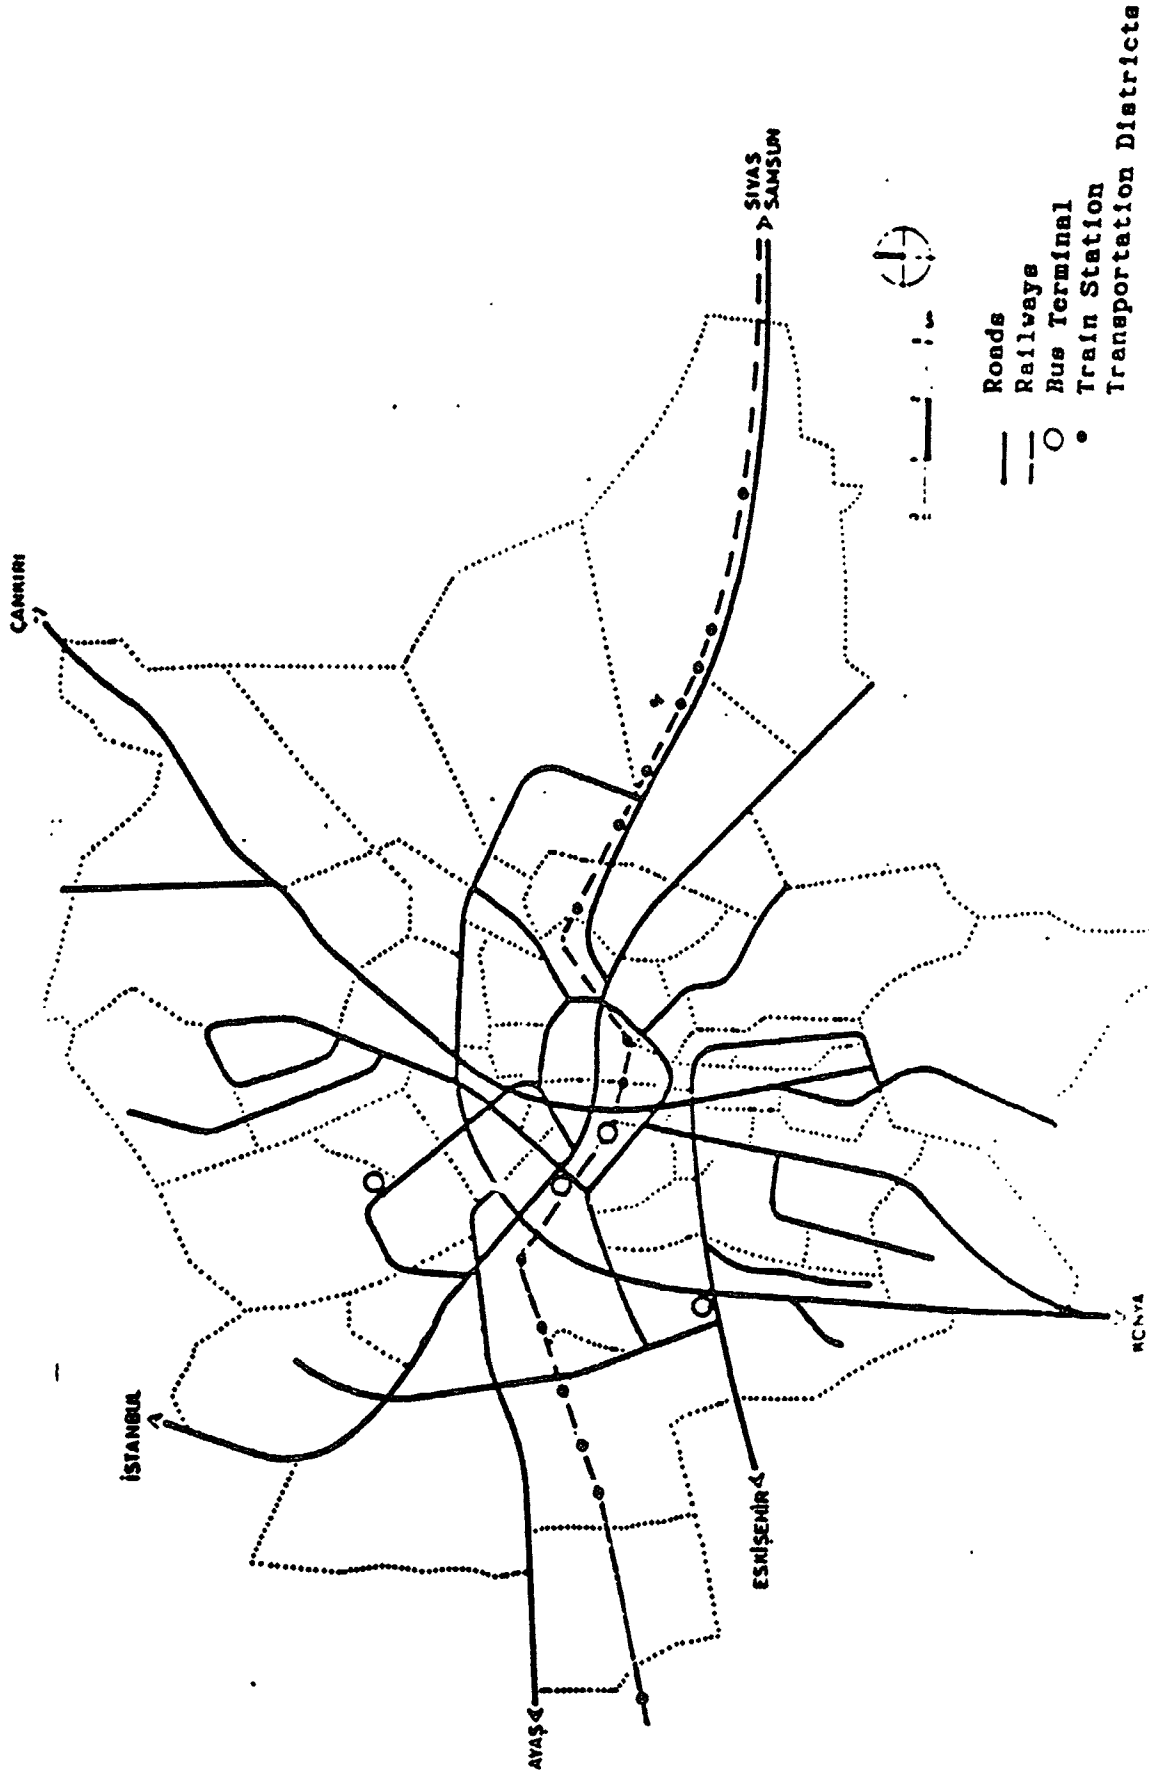 ÇANKIRI
İSTANBUL
SIVAS
SAMSUN
AYAŞ
ESKİŞEHİR
KONYA
Roads
Railways
Bus Terminal
Train Station
Transportation Districts